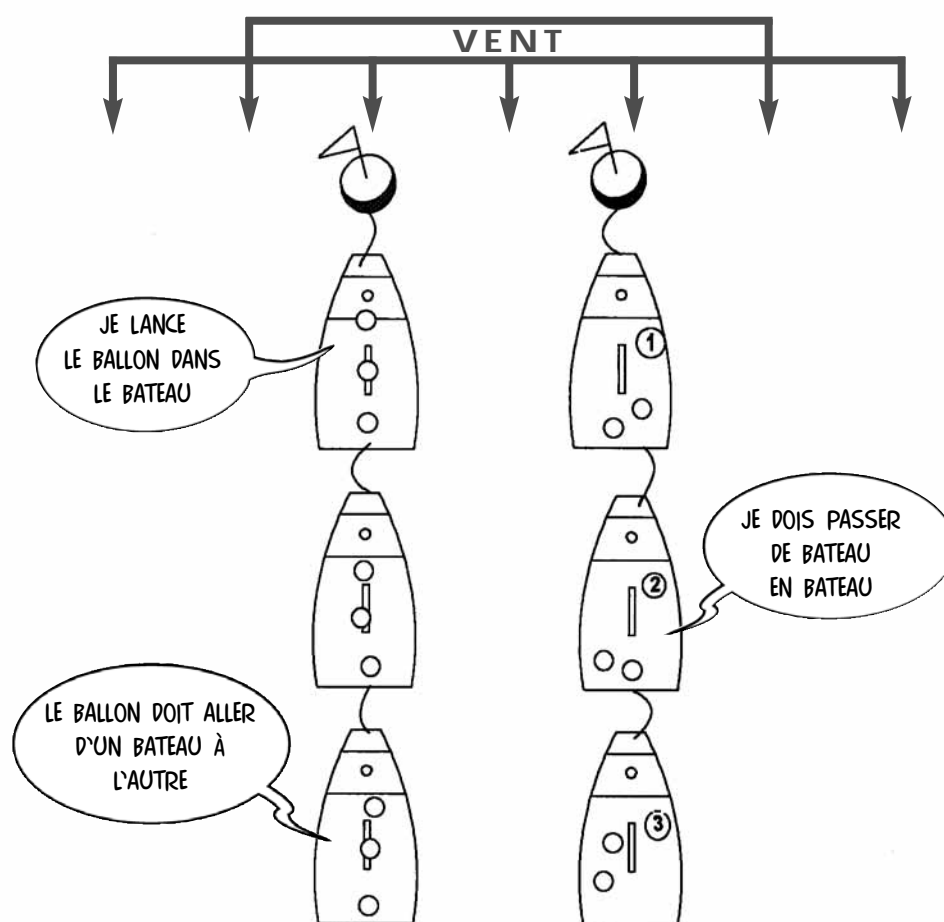 VENT
JE LANCE
LE BALLON DANS
LE BATEAU
1
JE DOIS PASSER
DE BATEAU
EN BATEAU
2
LE BALLON DOIT ALLER
D'UN BATEAU À
L'AUTRE
3